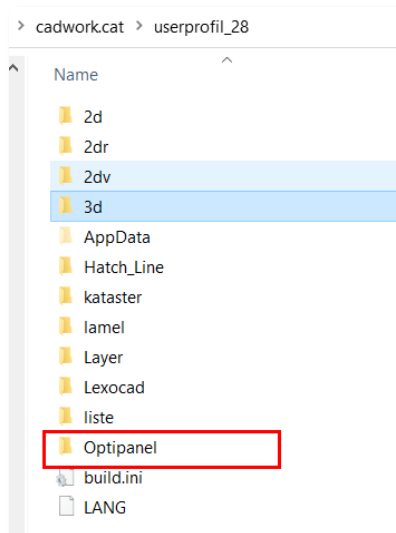 cadwork.cat > userprofil_28
Name
2d
2dr
2dv
3d
AppData
Hatch_Line
kataster
lamel
Layer
Lexocad
liste
Optipanel
build.ini
LANG